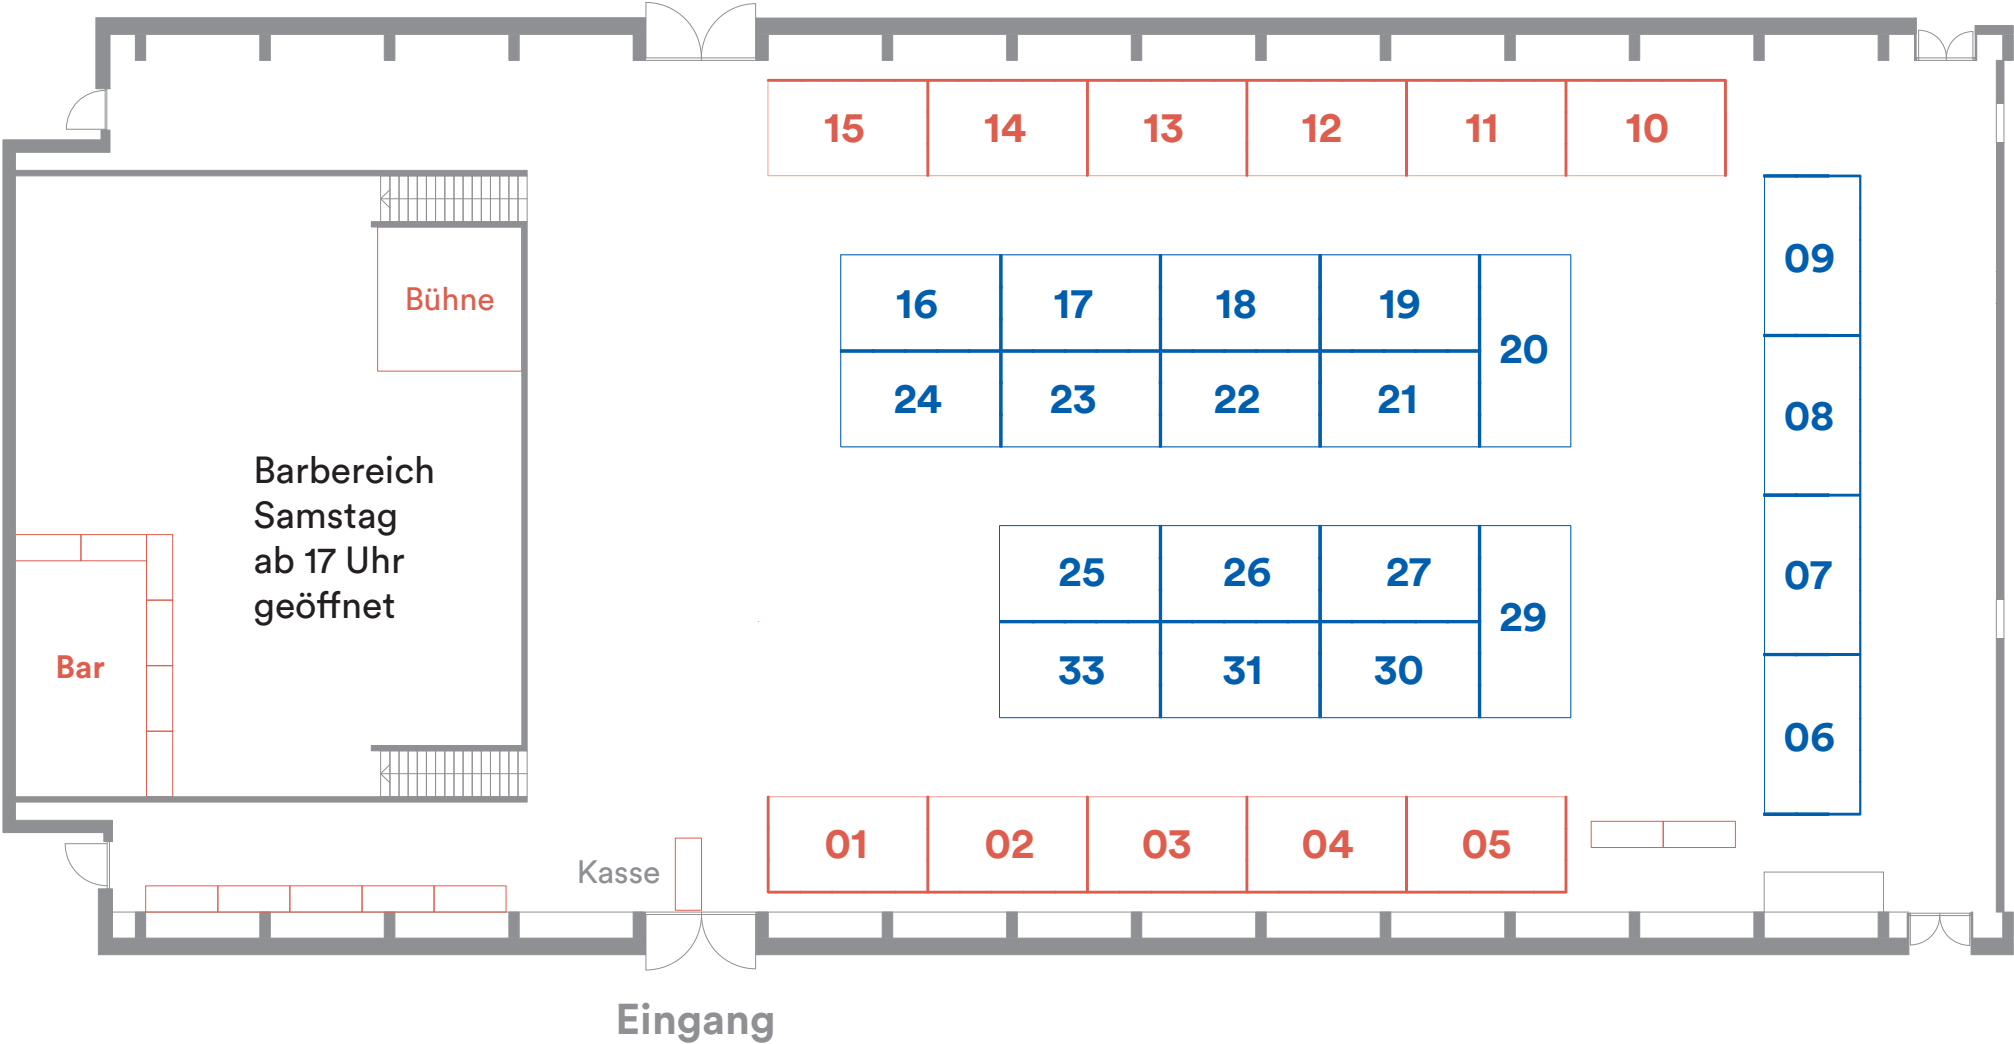 15 14 13 12 11 10
09
Bühne
16 17 18 19
20
24 23 22 21
08
Barbereich
Samstag
ab 17 Uhr
geöffnet
25 26 27
07
29
Bar
33 31 30
06
01 02 03 04 05
Kasse
Eingang